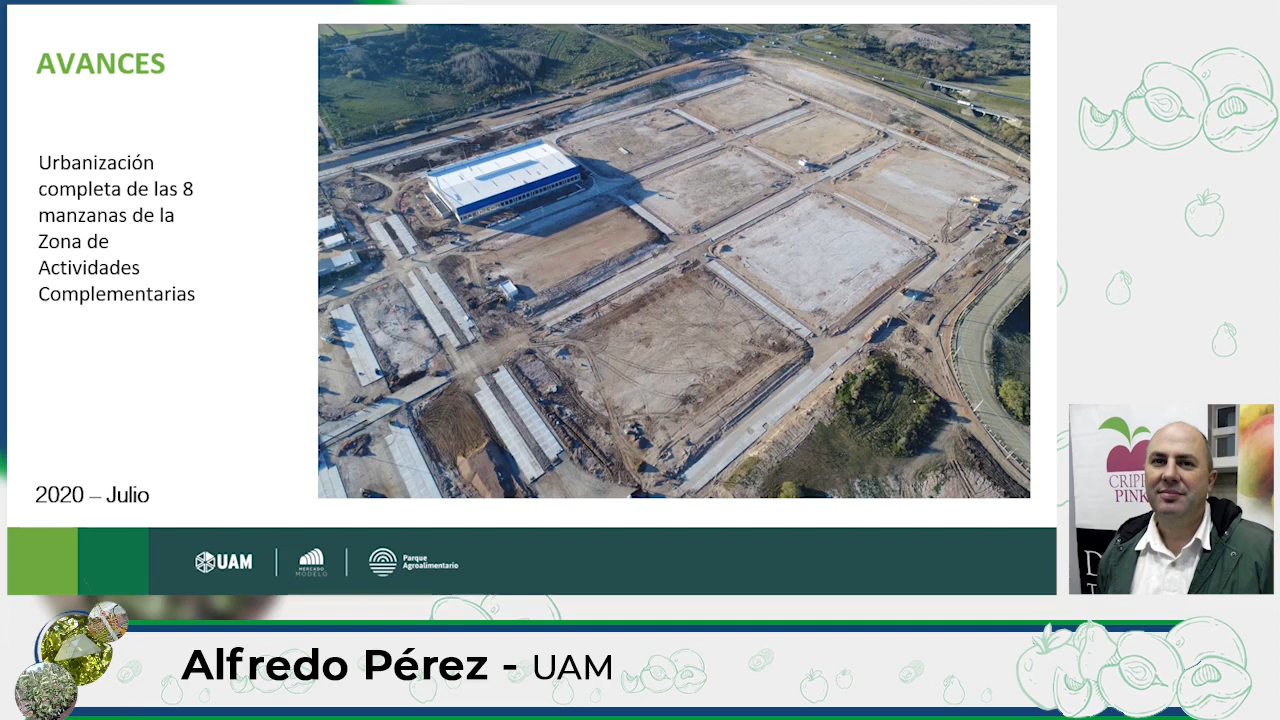 AVANCES
Urbanización
completa de las 8
manzanas de la
Zona de
Actividades
Complementarias
2020 – Julio
UAM
MERCADO
MODELO
Parque
Agroalimentario
PINK
Alfredo Pérez - UAM